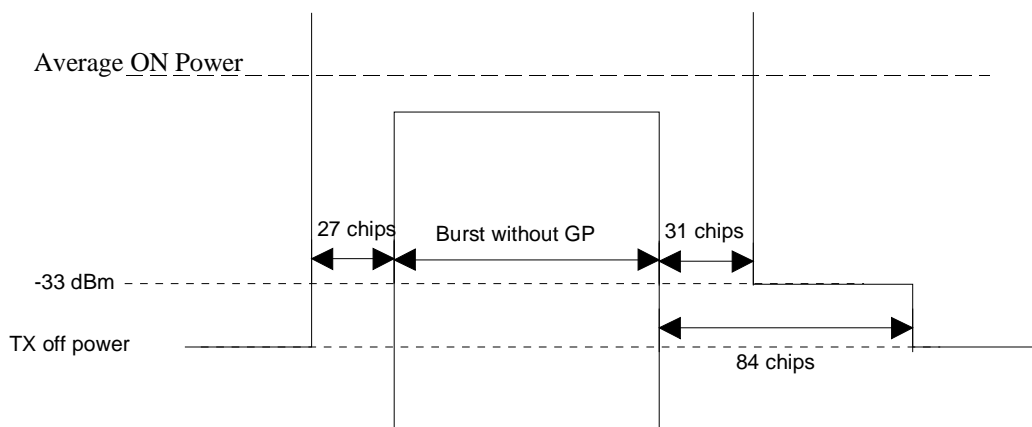 Average ON Power
27 chips
Burst without GP
31 chips
-33 dBm
TX off power
84 chips